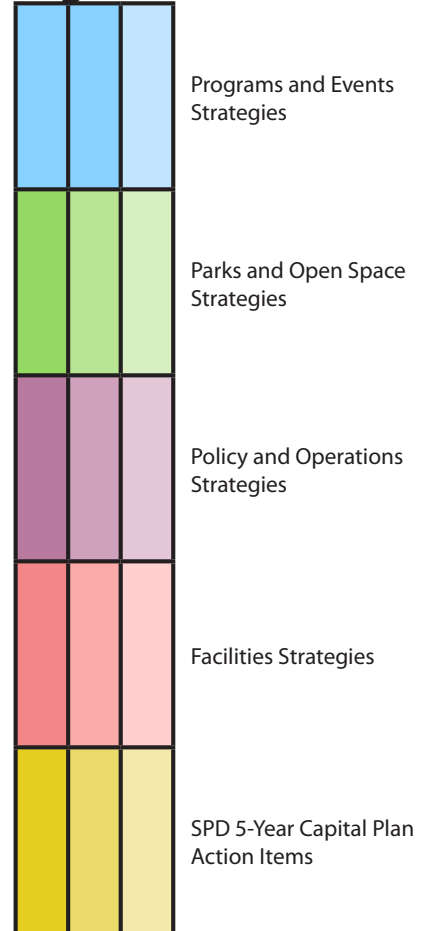 Programs and Events
Strategies
Parks and Open Space
Strategies
Policy and Operations
Strategies
Facilities Strategies
SPD 5-Year Capital Plan
Action Items